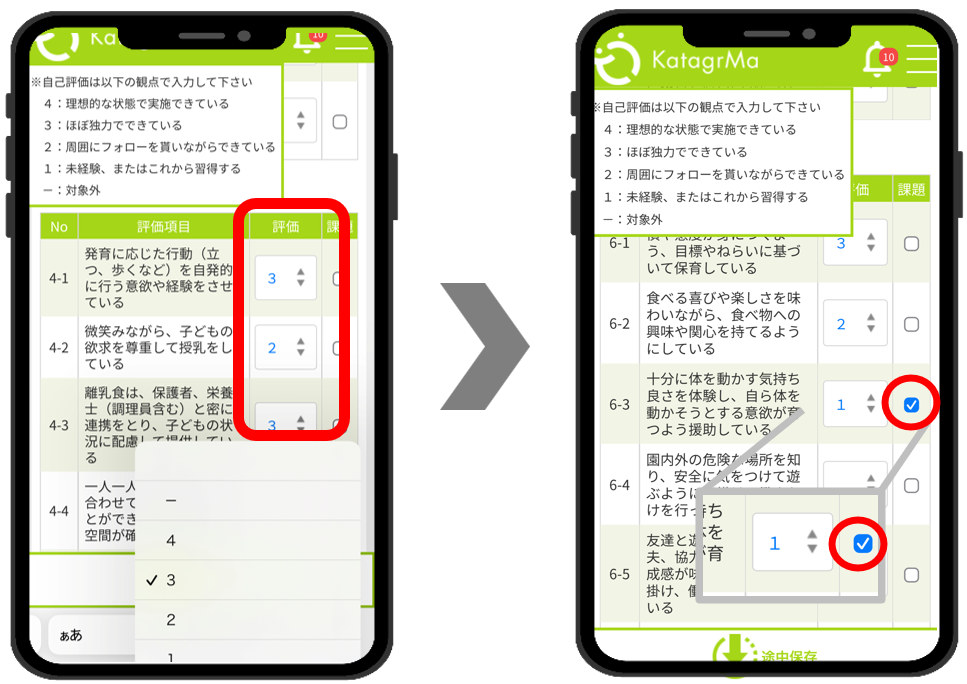 KatagrMa
10
※自己評価は以下の観点で入力して下さい
４：理想的な状態で実施できている
３：ほぼ独力でできている
２：周囲にフォローを貰いながらできている
１：未経験、またはこれから習得する
－：対象外
No 評価項目 評価
4-1
発育に応じた行動（立
つ、歩くなど）を自発的
に行う意欲や経験をさせ
ている
3
4-2
微笑みながら、子どもの
欲求を尊重して授乳をし
ている
2
4-3
離乳食は、保護者、栄養
士（調理員含む）と密に
連携をとり、子どもの状
況に配慮して提供してい
る
3
4-4
一人一人
合わせて
とができ
空間が確
－
4
✓ 3
2
1
ぁあ
KatagrMa
10
※自己評価は以下の観点で入力して下さい
４：理想的な状態で実施できている
３：ほぼ独力でできている
２：周囲にフォローを貰いながらできている
１：未経験、またはこれから習得する
－：対象外
価 課題
6-1
う、目標やねらいに基づ
いて保育している
3
6-2
食べる喜びや楽しさを味
わいながら、食べ物への
興味や関心を持てるよう
にしている
2
6-3
十分に体を動かす気持ち
良さを体験し、自ら体を
動かそうとする意欲が育
つよう援助している
1
6-4
園内外の危険な場所を知
り、安全に気をつけて遊
ぶように
けを行っ
6-5
友達と遊
夫、協力
成感が味
掛け、働
いる
持ち
体を
が育
1
途中保存